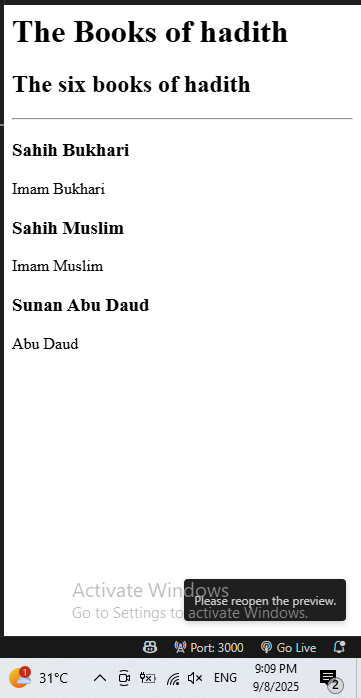 The Books of hadith
The six books of hadith
Sahih Bukhari
Imam Bukhari
Sahih Muslim
Imam Muslim
Sunan Abu Daud
Abu Daud
Activate Windows
Go to Settings to activate Windows.
Please reopen the preview.
Port: 3000 Go Live
1
31°C ENG 9:09 PM
9/8/2025
2